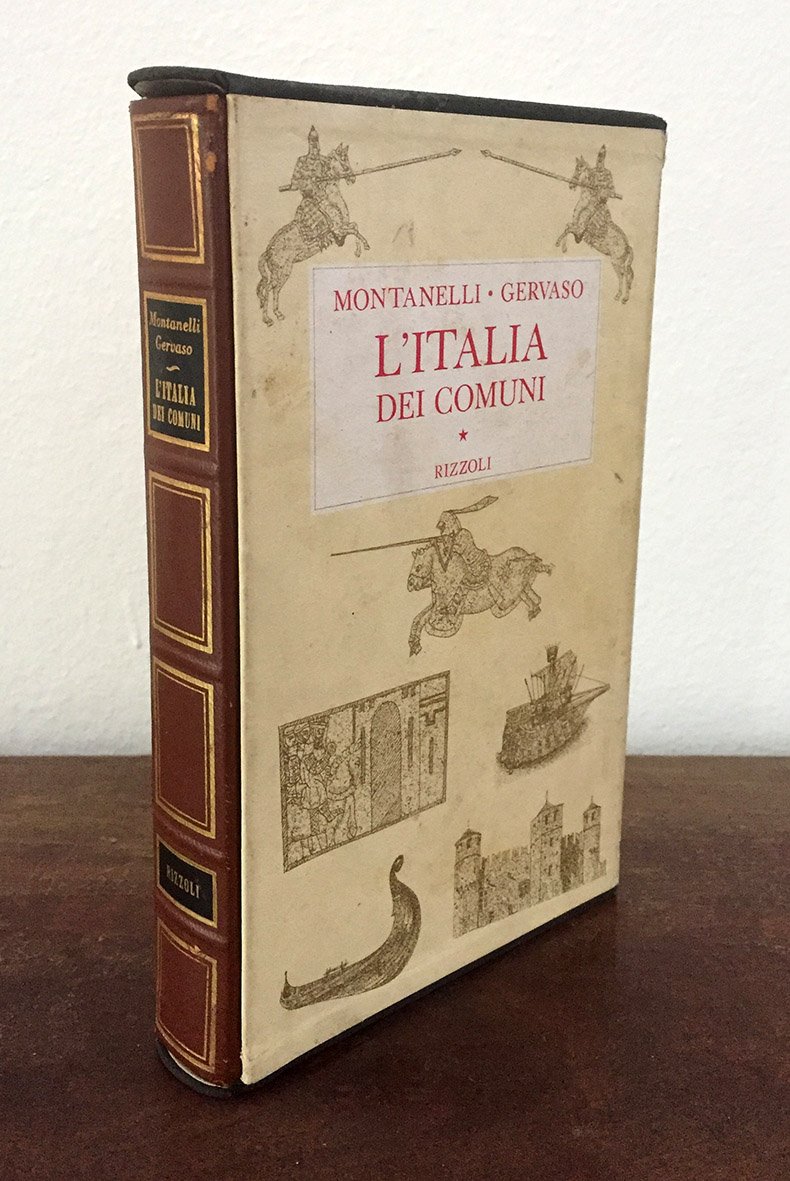 Montanelli
Gervaso
L'ITALIA
DEI COMUNI
RIZZOLI
MONTANELLI • GERVASO
L'ITALIA
DEI COMUNI
★
RIZZOLI